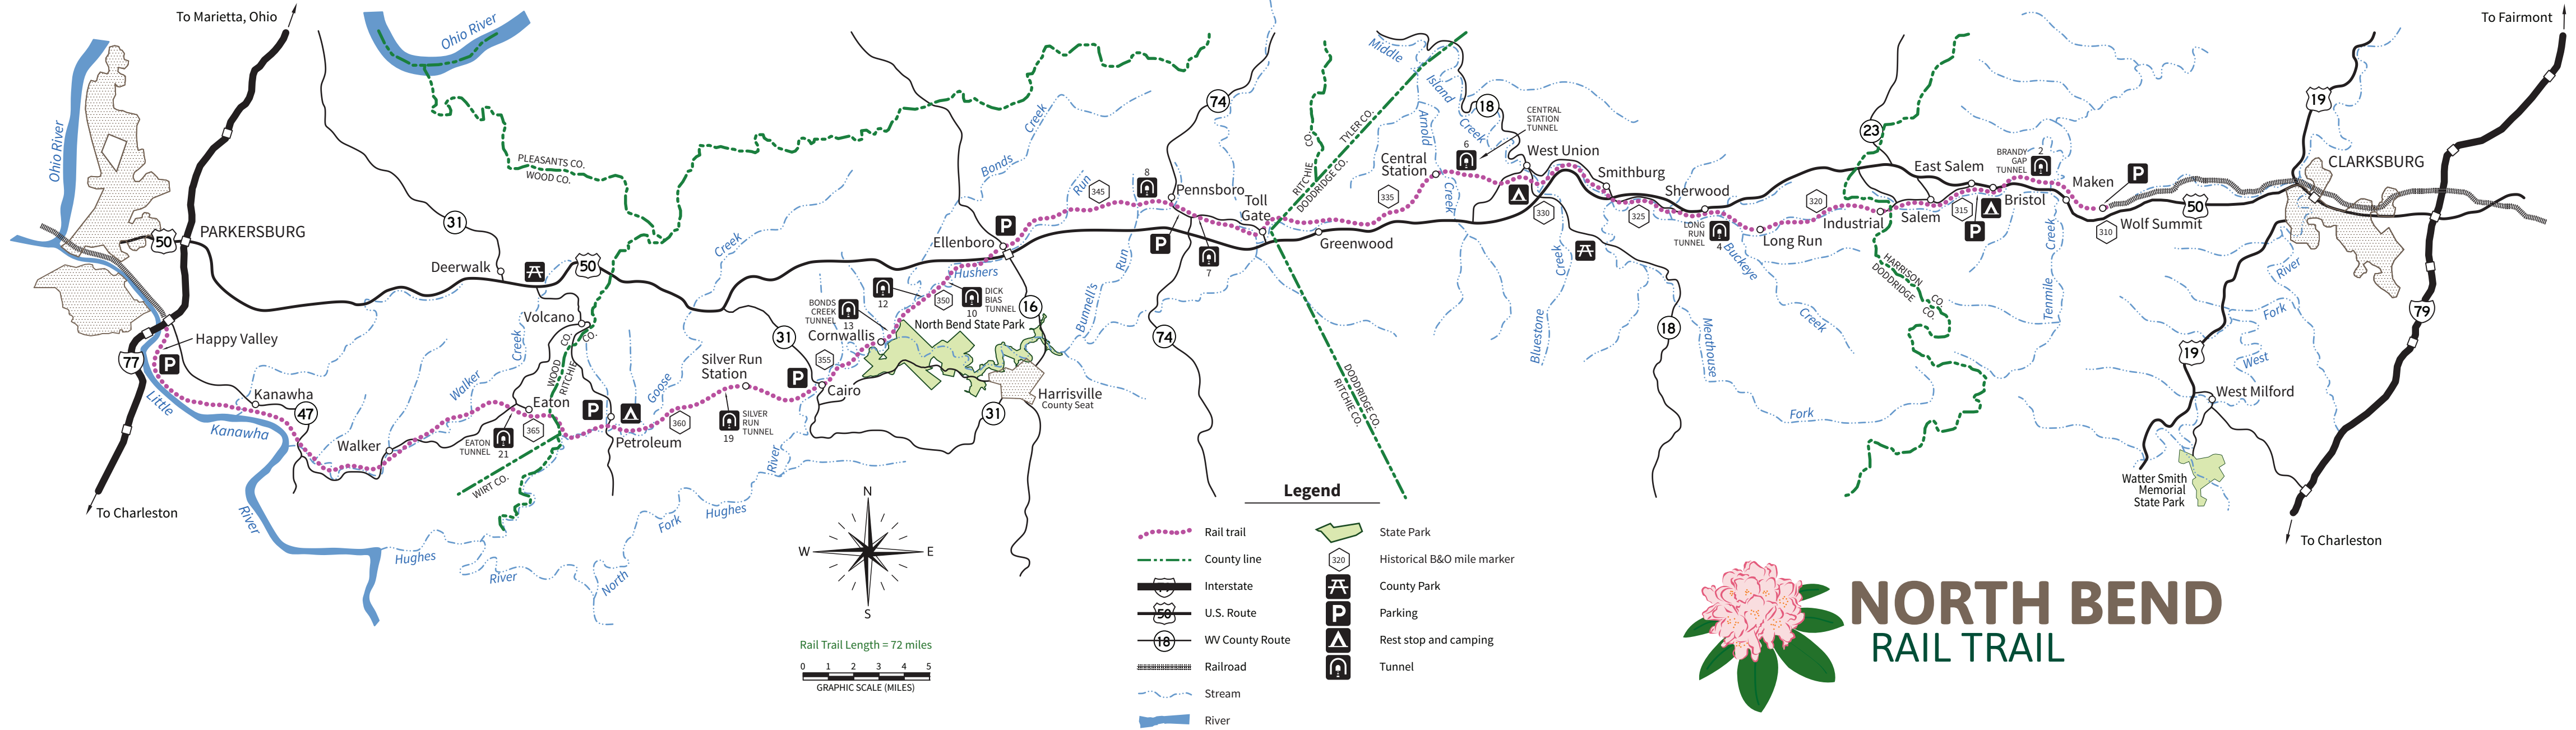 To Marietta, Ohio
Ohio River
Ohio River
50
PARKERSBURG
Happy Valley
P
77
To Charleston
Little
Kanawha
River
Kanawha
47
Walker
31
Deerwalk
50
PLEASANTS CO.
WOOD CO.
Volcano
Creek
Walker
WOOD CO.
RITCHIE CO.
Eaton
EATON
TUNNEL
21
365
WIRT CO.
P
Petroleum
Goose
Creek
360
Silver Run
Station
SILVER
RUN
TUNNEL
19
31
P
Cairo
355
Cornwallis
BONDS
CREEK
TUNNEL
13
12
350
DICK
BIAS
TUNNEL
10
Hushers
Run
North Bend State Park
16
Harrisville
County Seat
31
Ellenboro
P
Bonds
Creek
345
8
Pennsboro
74
P
7
Bunnell's
Run
74
Hughes
River
North
Fork
Hughes
River
Toll
Gate
RITCHIE CO.
DODDRIDGE CO.
TYLER CO.
Greenwood
DODDRIDGE CO.
RITCHIE CO.
335
Central
Station
6
CENTRAL
STATION
TUNNEL
Middle
Island
Creek
Arnold
Creek
18
West Union
330
Smithburg
325
Bluestone
Creek
18
Sherwood
LONG
RUN
TUNNEL
4
Long Run
Buckeye
Creek
Meathouse
Fork
320
23
Industrial
HARRISON CO.
DODDRIDGE CO.
Salem
East Salem
315
P
BRANDY
GAP
TUNNEL
2
Bristol
Tenmile
Creek
Maken
P
310
Wolf Summit
50
19
CLARKSBURG
To Fairmont
79
19
West
Fork
River
West Milford
Watter Smith
Memorial
State Park
To Charleston
N
W
E
S
Rail Trail Length = 72 miles
0 1 2 3 4 5
GRAPHIC SCALE (MILES)
Legend
Rail trail
County line
Interstate
50 U.S. Route
18 WV County Route
Railroad
Stream
River
State Park
320 Historical B&O mile marker
County Park
P Parking
Rest stop and camping
Tunnel
NORTH BEND
RAIL TRAIL